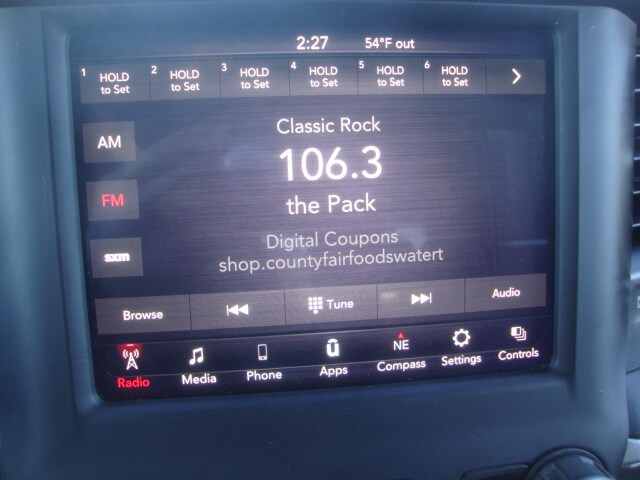 2:27 54°F out
1 HOLD to Set 2 HOLD to Set 3 HOLD to Set 4 HOLD to Set 5 HOLD to Set 6 HOLD to Set
Classic Rock
AM
106.3
FM
the Pack
Digital Coupons
sxm
shop.countyfairfoodswatert
Browse Tune Audio
NE
Radio Media Phone Apps Compass Settings Controls